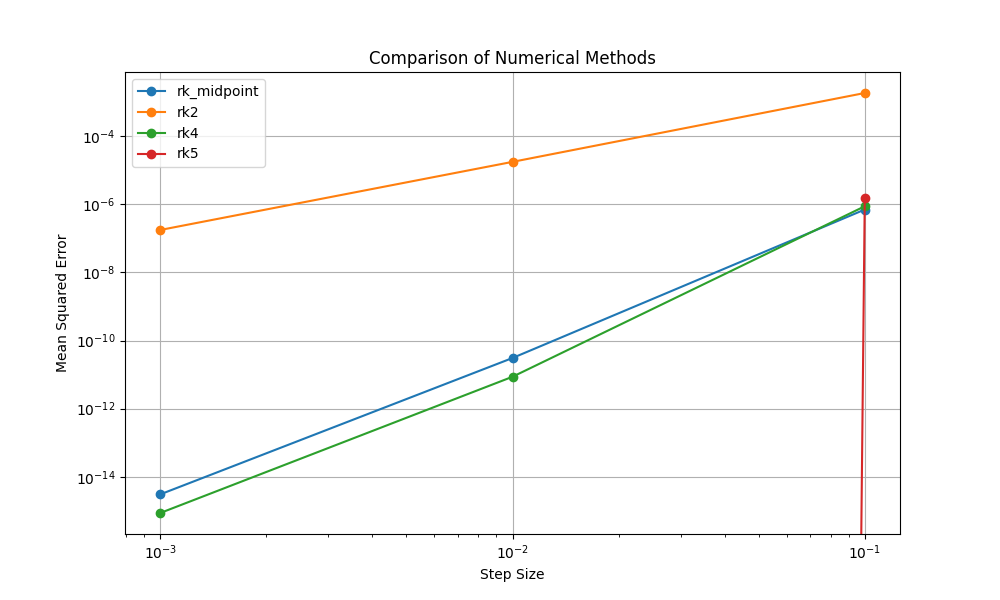 Comparison of Numerical Methods
rk_midpoint
rk2
rk4
rk5
Mean Squared Error
10⁻⁴
10⁻⁶
10⁻⁸
10⁻¹⁰
10⁻¹²
10⁻¹⁴
10⁻³ 10⁻² 10⁻¹
Step Size